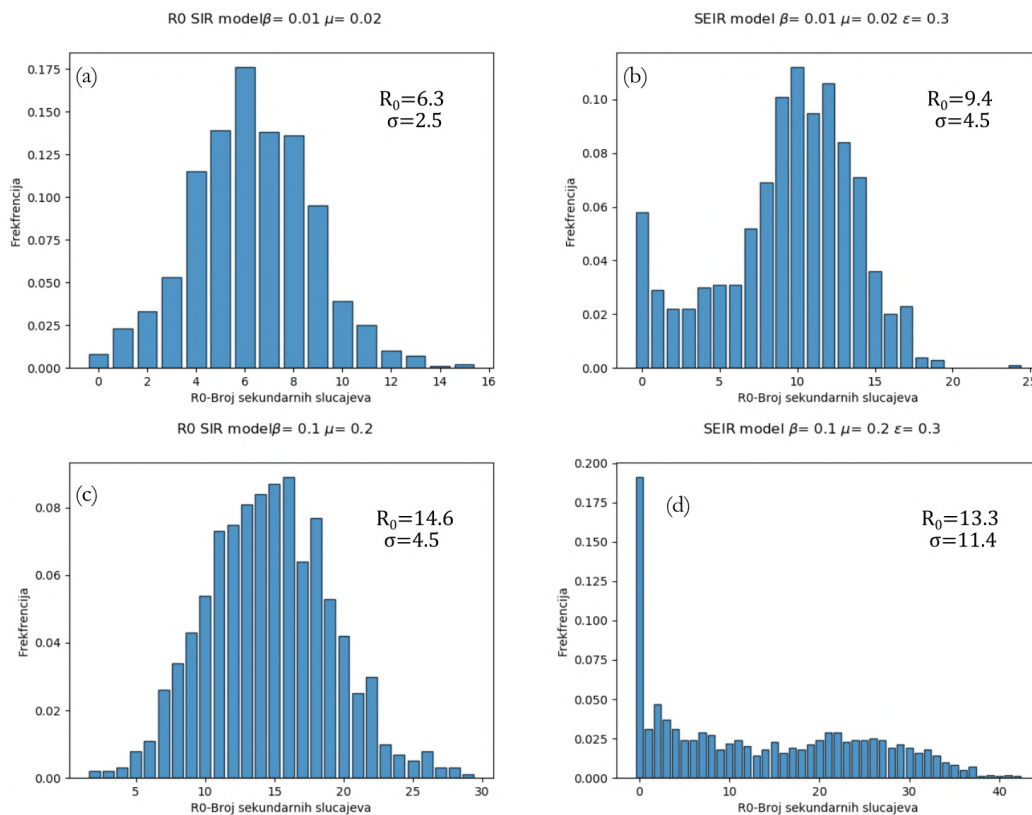 R0 SIR modelβ= 0.01 μ= 0.02
(a)
R₀=6.3
σ=2.5
Frekfrencija
0.175
0.150
0.125
0.100
0.075
0.050
0.025
0.000
0 2 4 6 8 10 12 14 16
R0-Broj sekundarnih slucajeva
SEIR model β= 0.01 μ= 0.02 ε= 0.3
(b)
R₀=9.4
σ=4.5
Frekfrencija
0.10
0.08
0.06
0.04
0.02
0.00
0 5 10 15 20 25
R0-Broj sekundarnih slucajeva
R0 SIR modelβ= 0.1 μ= 0.2
(c)
R₀=14.6
σ=4.5
Frekfrencija
0.08
0.06
0.04
0.02
0.00
5 10 15 20 25 30
R0-Broj sekundarnih slucajeva
SEIR model β= 0.1 μ= 0.2 ε= 0.3
(d)
R₀=13.3
σ=11.4
Frekfrencija
0.200
0.175
0.150
0.125
0.100
0.075
0.050
0.025
0.000
0 10 20 30 40
R0-Broj sekundarnih slucajeva